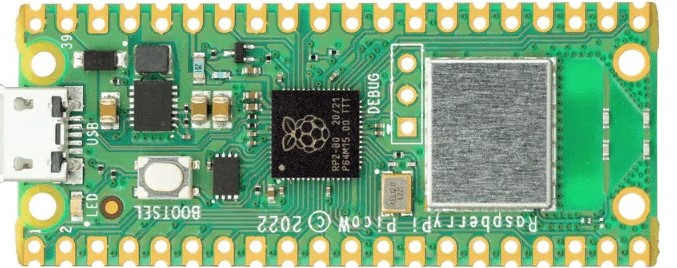 39
USB
LED
1
2
BOOTSEL
RP2-B0 20/21
P64M15.00 TTT
DEBUG
Raspberry Pi Pico W © 2022